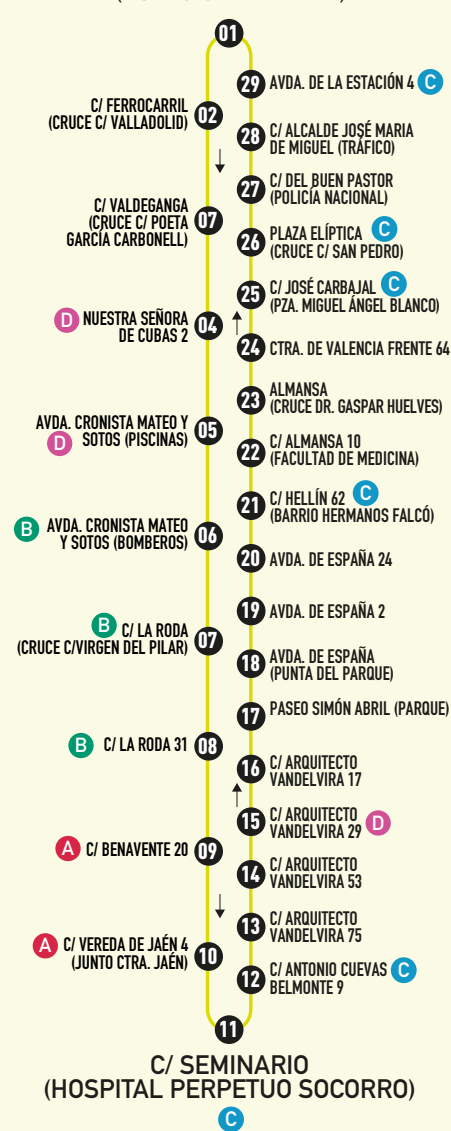 01
C/ FERROCARRIL
(CRUCE C/ VALLADOLID)
02
C/ VALDEGANGA
(CRUCE C/ POETA
GARCÍA CARBONELL)
07
D NUESTRA SEÑORA
DE CUBAS 2
04
AVDA. CRONISTA MATEO Y
D SOTOS (PISCINAS)
05
B AVDA. CRONISTA MATEO
Y SOTOS (BOMBEROS)
06
B C/ LA RODA
(CRUCE C/VIRGEN DEL PILAR)
07
B C/ LA RODA 31
08
A C/ BENAVENTE 20
09
A C/ VEREDA DE JAÉN 4
(JUNTO CTRA. JAÉN)
10
29 AVDA. DE LA ESTACIÓN 4 C
28 C/ ALCALDE JOSÉ MARIA
DE MIGUEL (TRÁFICO)
27 C/ DEL BUEN PASTOR
(POLICÍA NACIONAL)
26 PLAZA ELÍPTICA C
(CRUCE C/ SAN PEDRO)
25 C/ JOSÉ CARBAJAL C
(PZA. MIGUEL ÁNGEL BLANCO)
24 CTRA. DE VALENCIA FRENTE 64
23 ALMANSA
(CRUCE DR. GASPAR HUELVES)
22 C/ ALMANSA 10
(FACULTAD DE MEDICINA)
21 C/ HELLÍN 62 C
(BARRIO HERMANOS FALCÓ)
20 AVDA. DE ESPAÑA 24
19 AVDA. DE ESPAÑA 2
18 AVDA. DE ESPAÑA
(PUNTA DEL PARQUE)
17 PASEO SIMÓN ABRIL (PARQUE)
16 C/ ARQUITECTO
VANDELVIRA 17
15 C/ ARQUITECTO
VANDELVIRA 29 D
14 C/ ARQUITECTO
VANDELVIRA 53
13 C/ ARQUITECTO
VANDELVIRA 75
12 C/ ANTONIO CUEVAS C
BELMONTE 9
11
C/ SEMINARIO
(HOSPITAL PERPETUO SOCORRO)
C